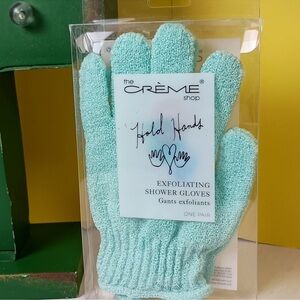 the
CRÈME®
shop
Hold Hands
EXFOLIATING
SHOWER GLOVES
Gants exfoliants
ONE PAIR